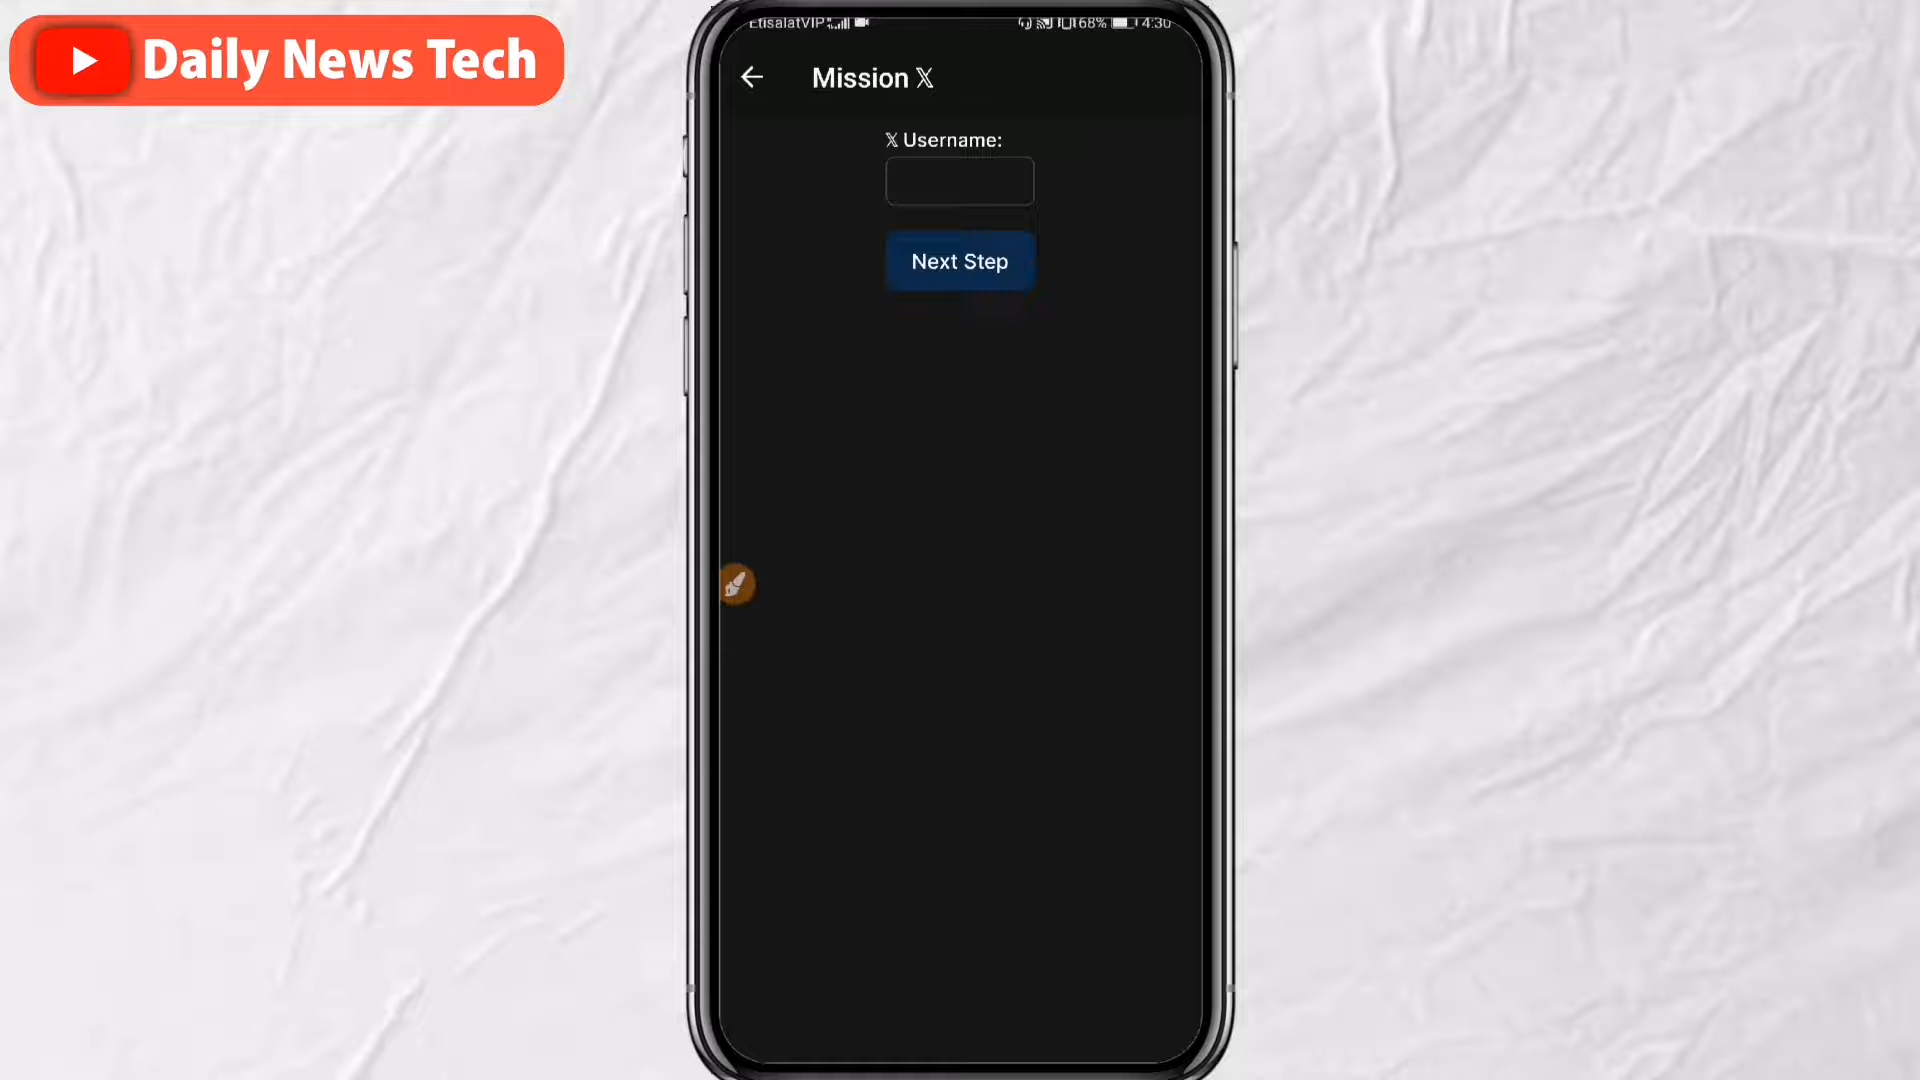 Daily News Tech
EtisalatVIP 68% 4:30
Mission 𝕏
𝕏 Username:
Next Step